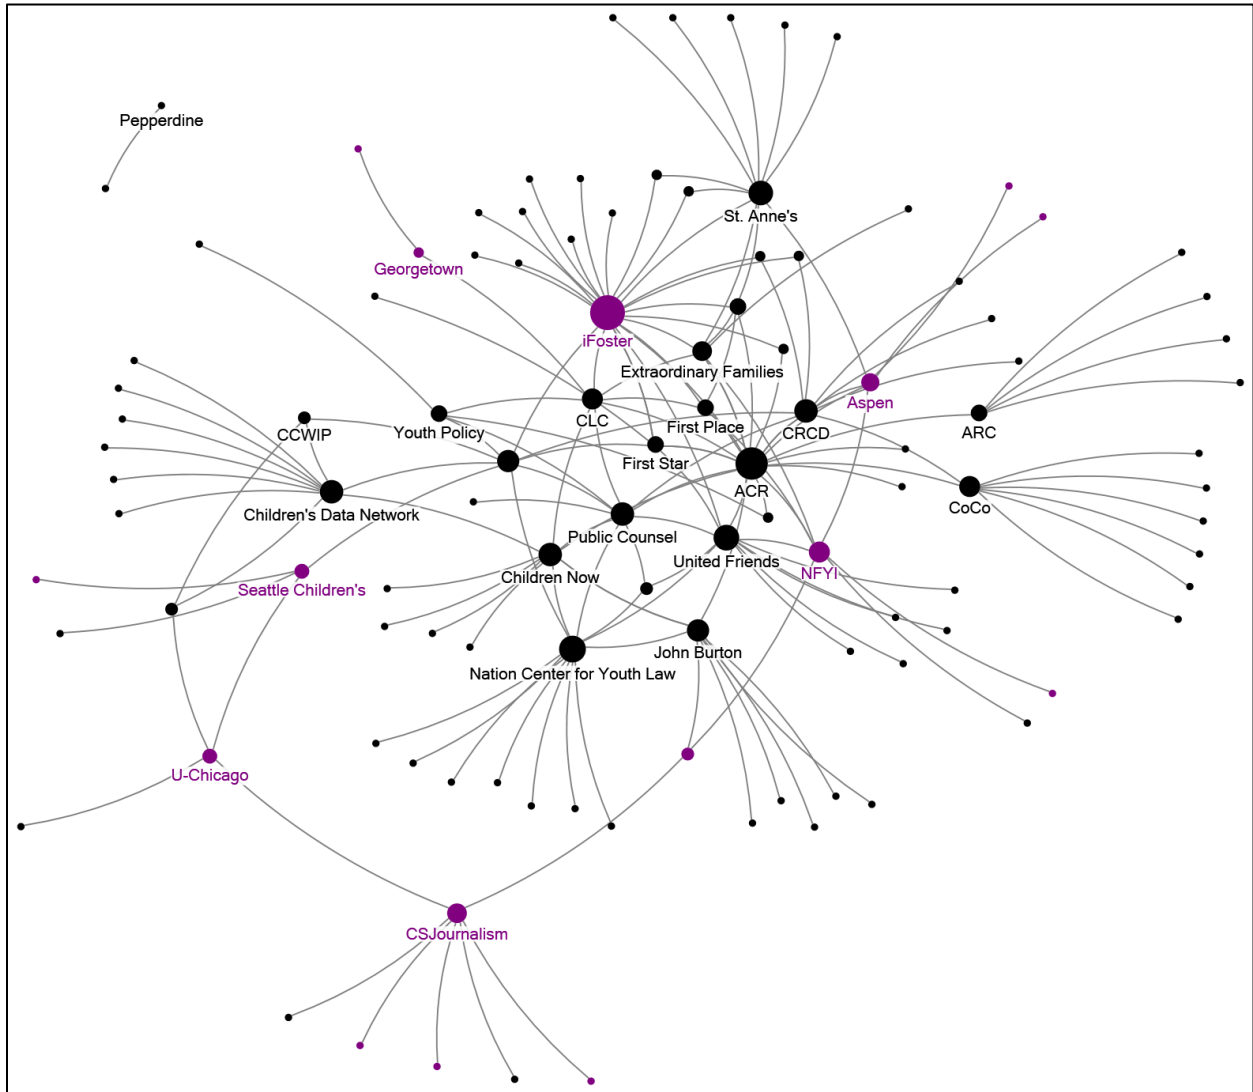 Pepperdine
St. Anne's
Georgetown
iFoster
Extraordinary Families
Aspen
CLC
First Place
CRCD
ARC
Youth Policy
CCWIP
First Star
ACR
CoCo
Children's Data Network
Public Counsel
United Friends
NFYI
Children Now
Seattle Children's
John Burton
Nation Center for Youth Law
U-Chicago
CSJournalism